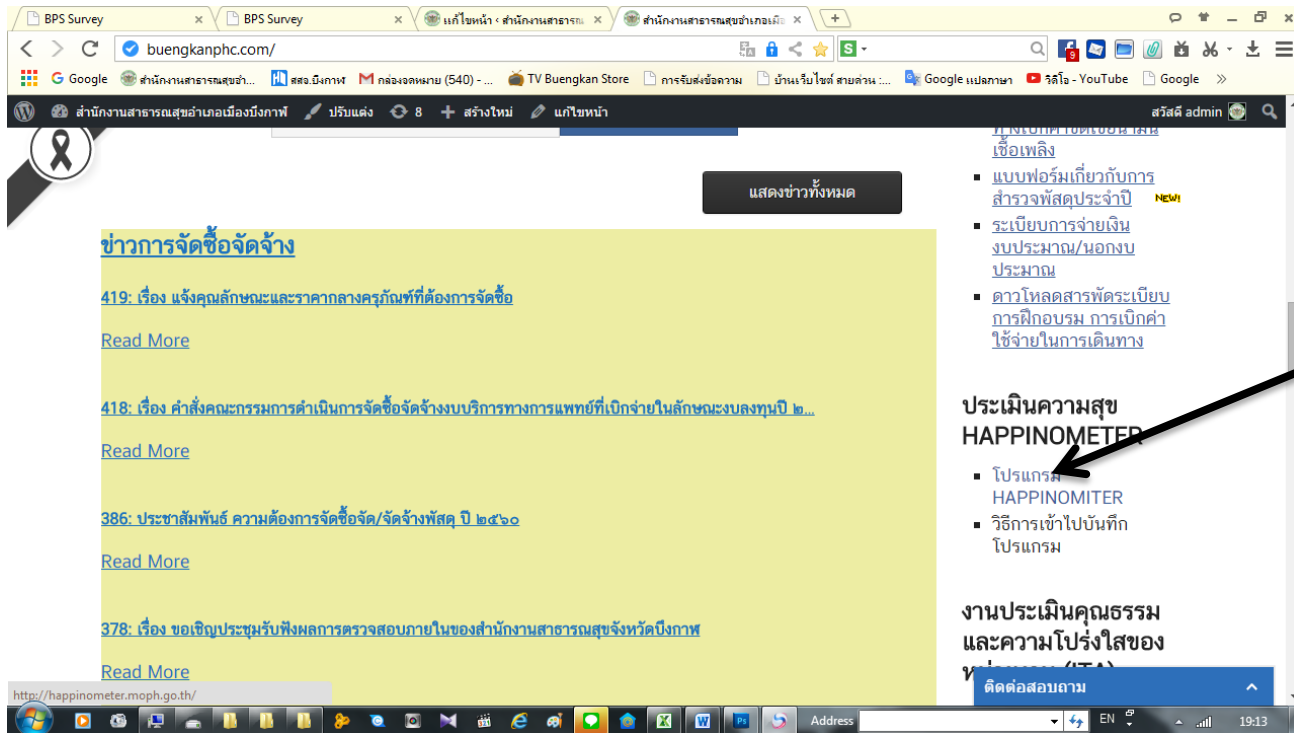 BPS Survey
BPS Survey
แก้ไขหน้า ‹ สำนักงานสาธารณ
สำนักงานสาธารณสุขอำเภอเมือ
buengkanphc.com/
Google
สำนักงานสาธารณสุขอำ...
สสอ.บึงกาฬ
กล่องจดหมาย (540) - ...
TV Buengkan Store
การรับส่งข้อความ
บ้านเว็บไซต์ สายด่วน :...
Google แปลภาษา
วิดีโอ - YouTube
Google
สำนักงานสาธารณสุขอำเภอเมืองบึงกาฬ
ปรับแต่ง
8
สร้างใหม่
แก้ไขหน้า
สวัสดี admin
เชื้อเพลิง
แสดงข่าวทั้งหมด
แบบฟอร์มเกี่ยวกับการ
สำรวจพัสดุประจำปี NEW!
ระเบียบการจ่ายเงิน
งบประมาณ/นอกงบ
ประมาณ
ดาวโหลดสารพัดระเบียบ
การฝึกอบรม การเบิกค่า
ใช้จ่ายในการเดินทาง
ข่าวการจัดซื้อจัดจ้าง
419: เรื่อง แจ้งคุณลักษณะและราคากลางครุภัณฑ์ที่ต้องการจัดซื้อ
Read More
418: เรื่อง คำสั่งคณะกรรมการดำเนินการจัดซื้อจัดจ้างงบบริการทางการแพทย์ที่เบิกจ่ายในลักษณะงบลงทุนปี ๒...
Read More
386: ประชาสัมพันธ์ ความต้องการจัดซื้อจัด/จัดจ้างพัสดุ ปี ๒๕๖๐
Read More
378: เรื่อง ขอเชิญประชุมรับฟังผลการตรวจสอบภายในของสำนักงานสาธารณสุขจังหวัดบึงกาฬ
Read More
ประเมินความสุข
HAPPINOMETER
โปรแกรม
HAPPINOMITER
วิธีการเข้าไปบันทึก
โปรแกรม
งานประเมินคุณธรรม
และความโปร่งใสของ
ติดต่อสอบถาม
http://happinometer.moph.go.th/
Address
EN
19:13